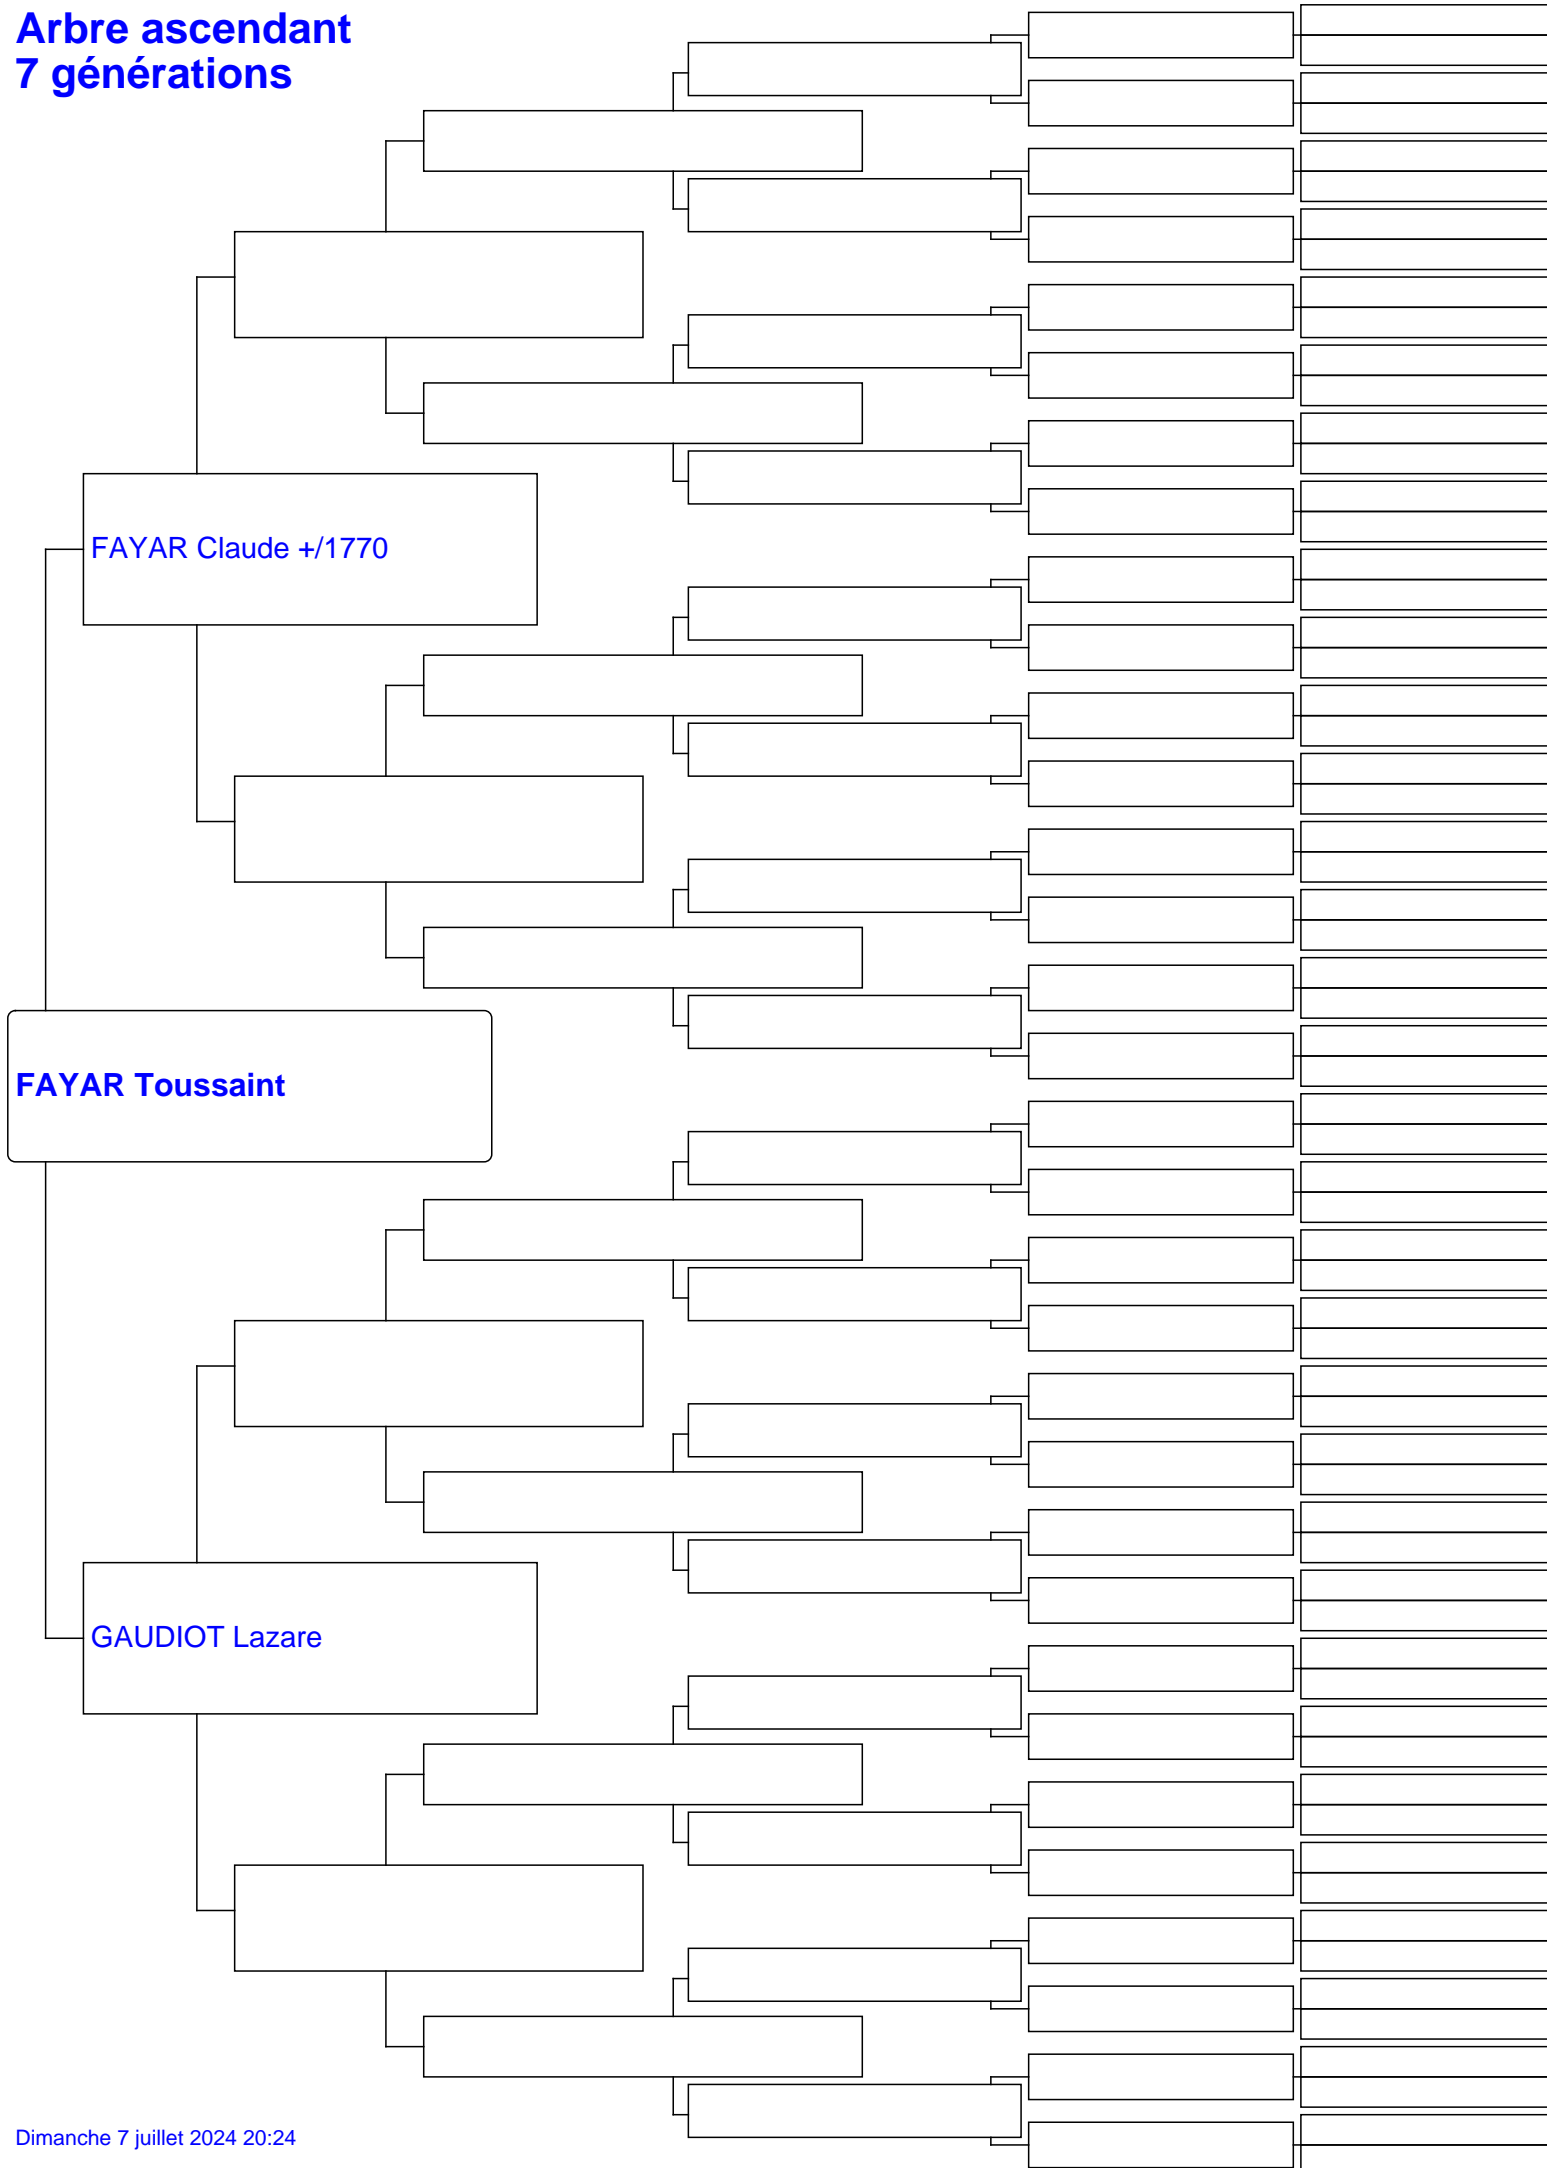 Arbre ascendant
7 générations
FAYAR Claude +/1770
FAYAR Toussaint
GAUDIOT Lazare
Dimanche 7 juillet 2024 20:24